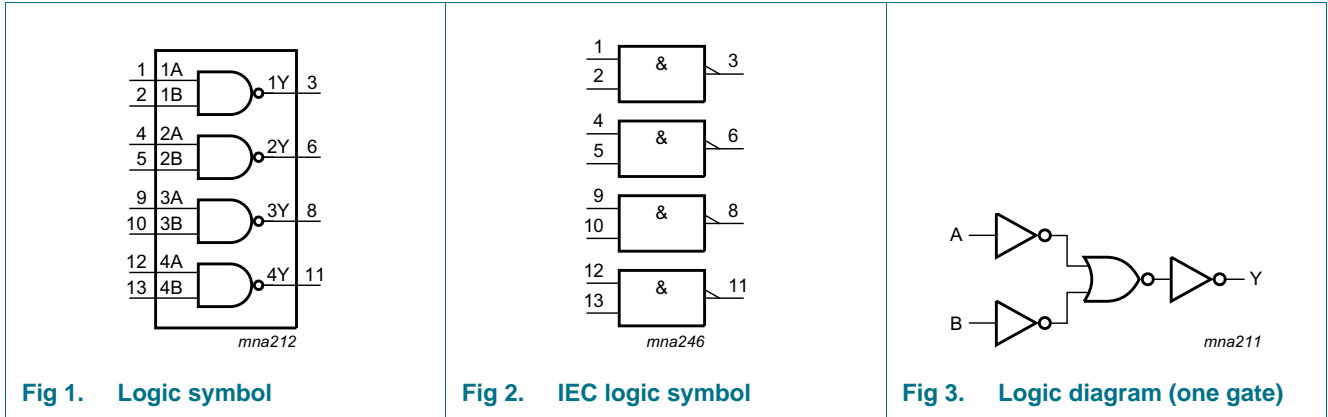 1 1A 1Y 3
2 1B
4 2A 2Y 6
5 2B
9 3A 3Y 8
10 3B
12 4A 4Y 11
13 4B
mna212
Fig 1. Logic symbol
1 & 3
2
4 & 6
5
9 & 8
10
12 & 11
13
mna246
Fig 2. IEC logic symbol
A
Y
B
mna211
Fig 3. Logic diagram (one gate)